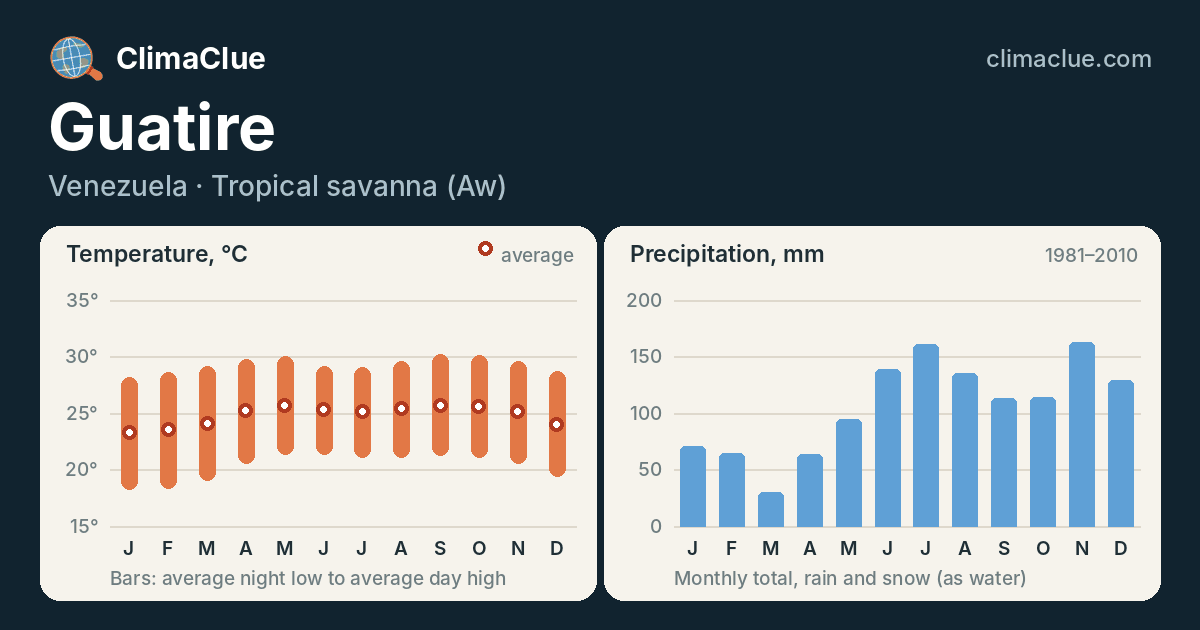 ClimaClue
climaclue.com
Guatire
Venezuela · Tropical savanna (Aw)
Temperature, °C
average
35°
30°
25°
20°
15°
J F M A M J J A S O N D
Bars: average night low to average day high
Precipitation, mm
1981–2010
200
150
100
50
0
J F M A M J J A S O N D
Monthly total, rain and snow (as water)